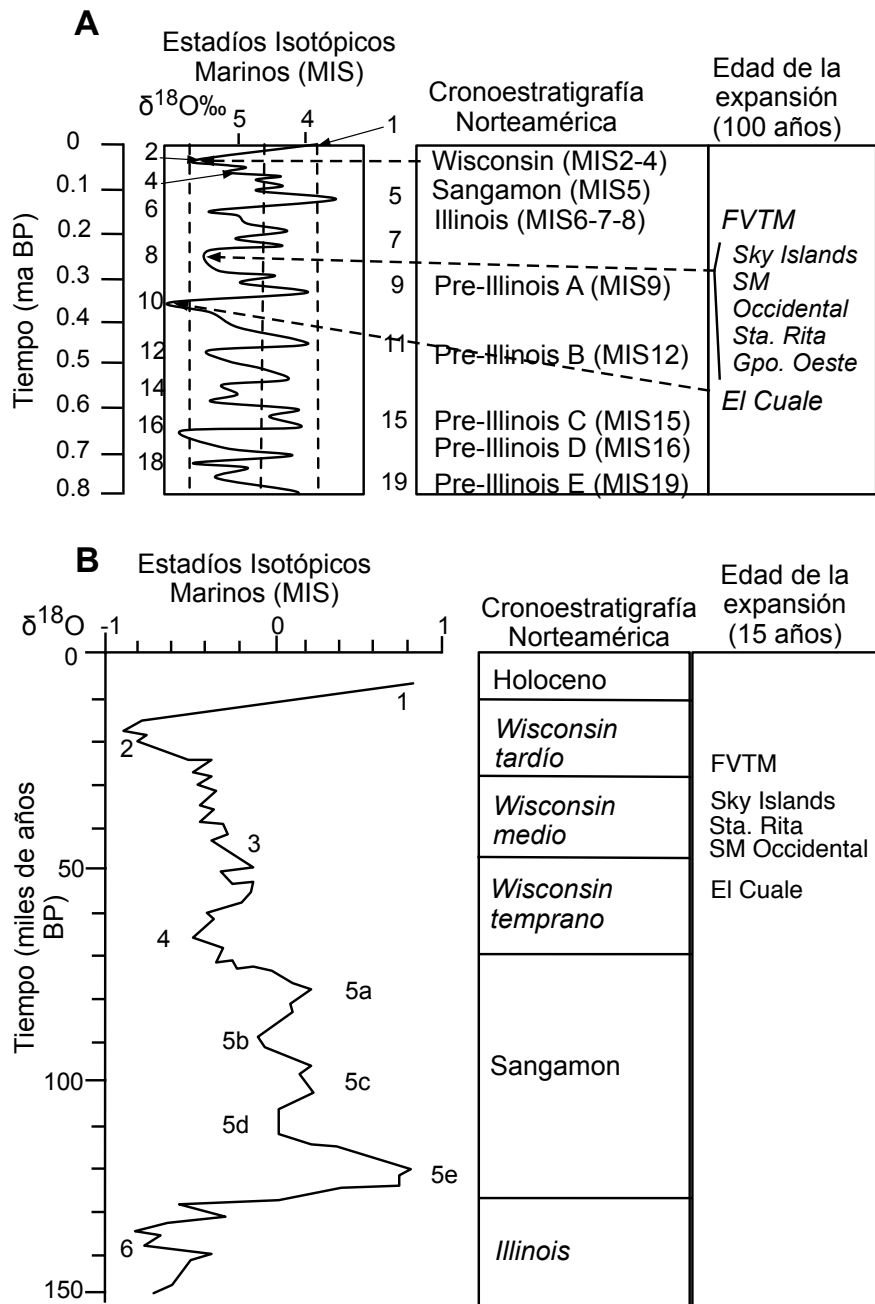 A
Estadíos Isotópicos
Marinos (MIS)
δ18O‰
5
4
1
Cronoestratigrafía
Norteamérica
Edad de la
expansión
(100 años)
Tiempo (ma BP)
0
0.1
0.2
0.3
0.4
0.5
0.6
0.7
0.8
2
4
6
8
10
12
14
16
18
5
7
9
11
15
19
Wisconsin (MIS2-4)
Sangamon (MIS5)
Illinois (MIS6-7-8)
Pre-Illinois A (MIS9)
Pre-Illinois B (MIS12)
Pre-Illinois C (MIS15)
Pre-Illinois D (MIS16)
Pre-Illinois E (MIS19)
FVTM
Sky Islands
SM
Occidental
Sta. Rita
Gpo. Oeste
El Cuale
B
Estadíos Isotópicos
Marinos (MIS)
δ18O
-1
0
1
Cronoestratigrafía
Norteamérica
Edad de la
expansión
(15 años)
Tiempo (miles de años
BP)
0
50
100
150
1
2
3
4
5a
5b
5c
5d
5e
6
Holoceno
Wisconsin
tardío
Wisconsin
medio
Wisconsin
temprano
Sangamon
Illinois
FVTM
Sky Islands
Sta. Rita
SM Occidental
El Cuale